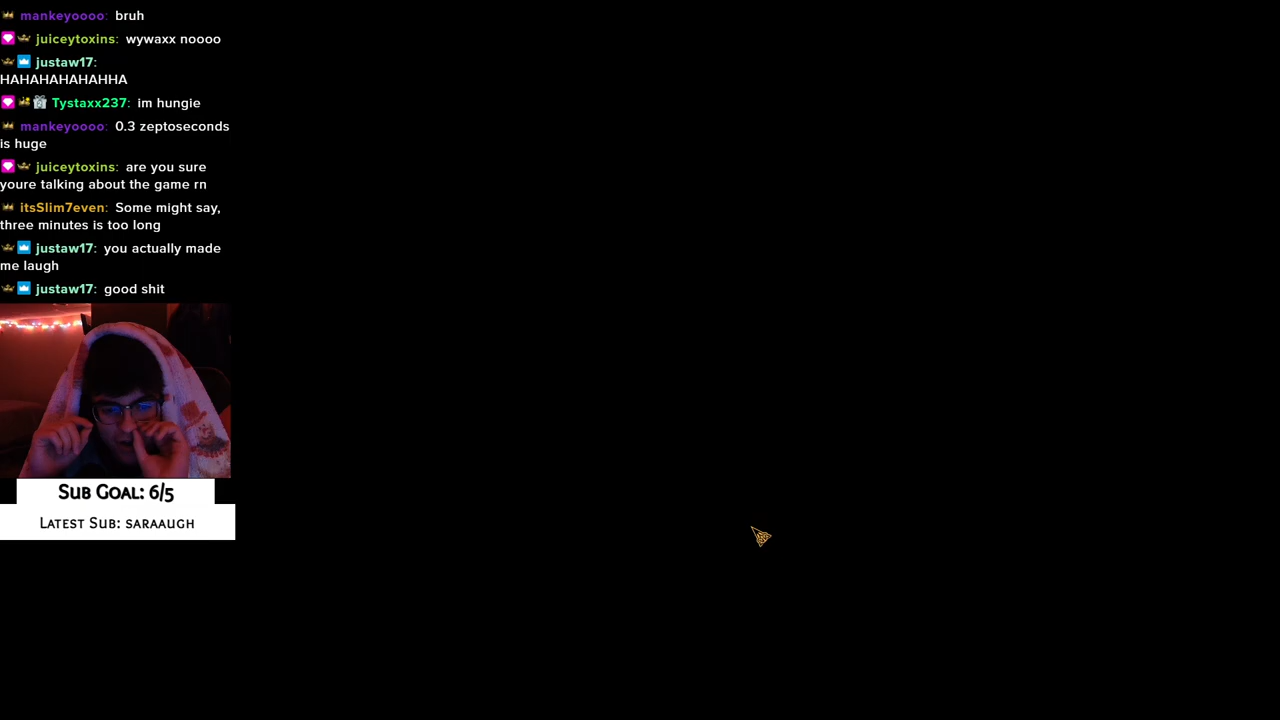 mankeyoooo: bruh
juiceytoxins: wywaxx noooo
justaw17:
HAHAHAHAHAHHA
Tystaxx237: im hungie
mankeyoooo: 0.3 zeptoseconds
is huge
juiceytoxins: are you sure
youre talking about the game rn
itsSlim7even: Some might say,
three minutes is too long
justaw17: you actually made
me laugh
justaw17: good shit
Sub Goal: 6/5
Latest Sub: saraaugh